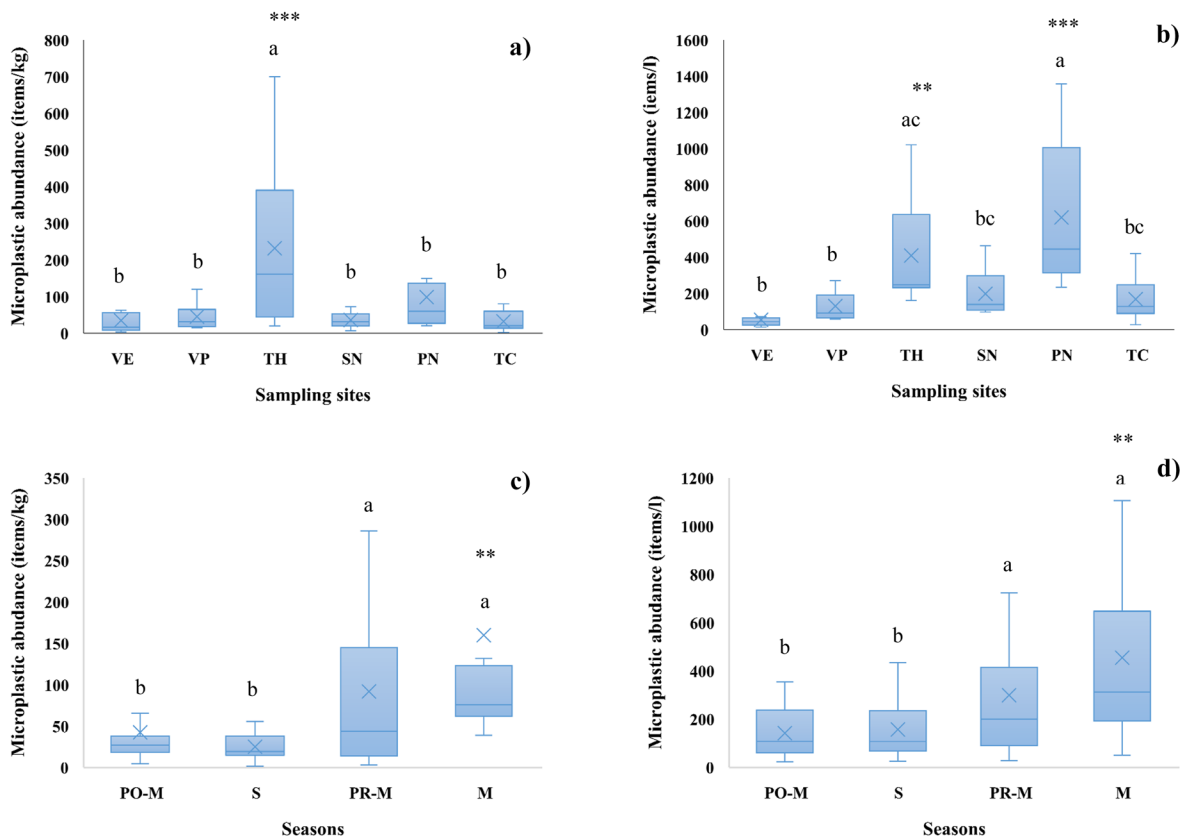 a)
***
a
b b b b b
800
700
600
500
400
300
200
100
0
Microplastic abundance (items/kg)
VE VP TH SN PN TC
Sampling sites
b)
***
a
**
ac
b b bc bc
1600
1400
1200
1000
800
600
400
200
0
Microplastic abundance (iems/l)
VE VP TH SN PN TC
Sampling sites
c)
a
**
a
b b
350
300
250
200
150
100
50
0
Microplastic abudance (items/kg)
PO-M S PR-M M
Seasons
d)
**
a
a
b b
1200
1000
800
600
400
200
0
Microplastic abudance (items/l)
PO-M S PR-M M
Seasons